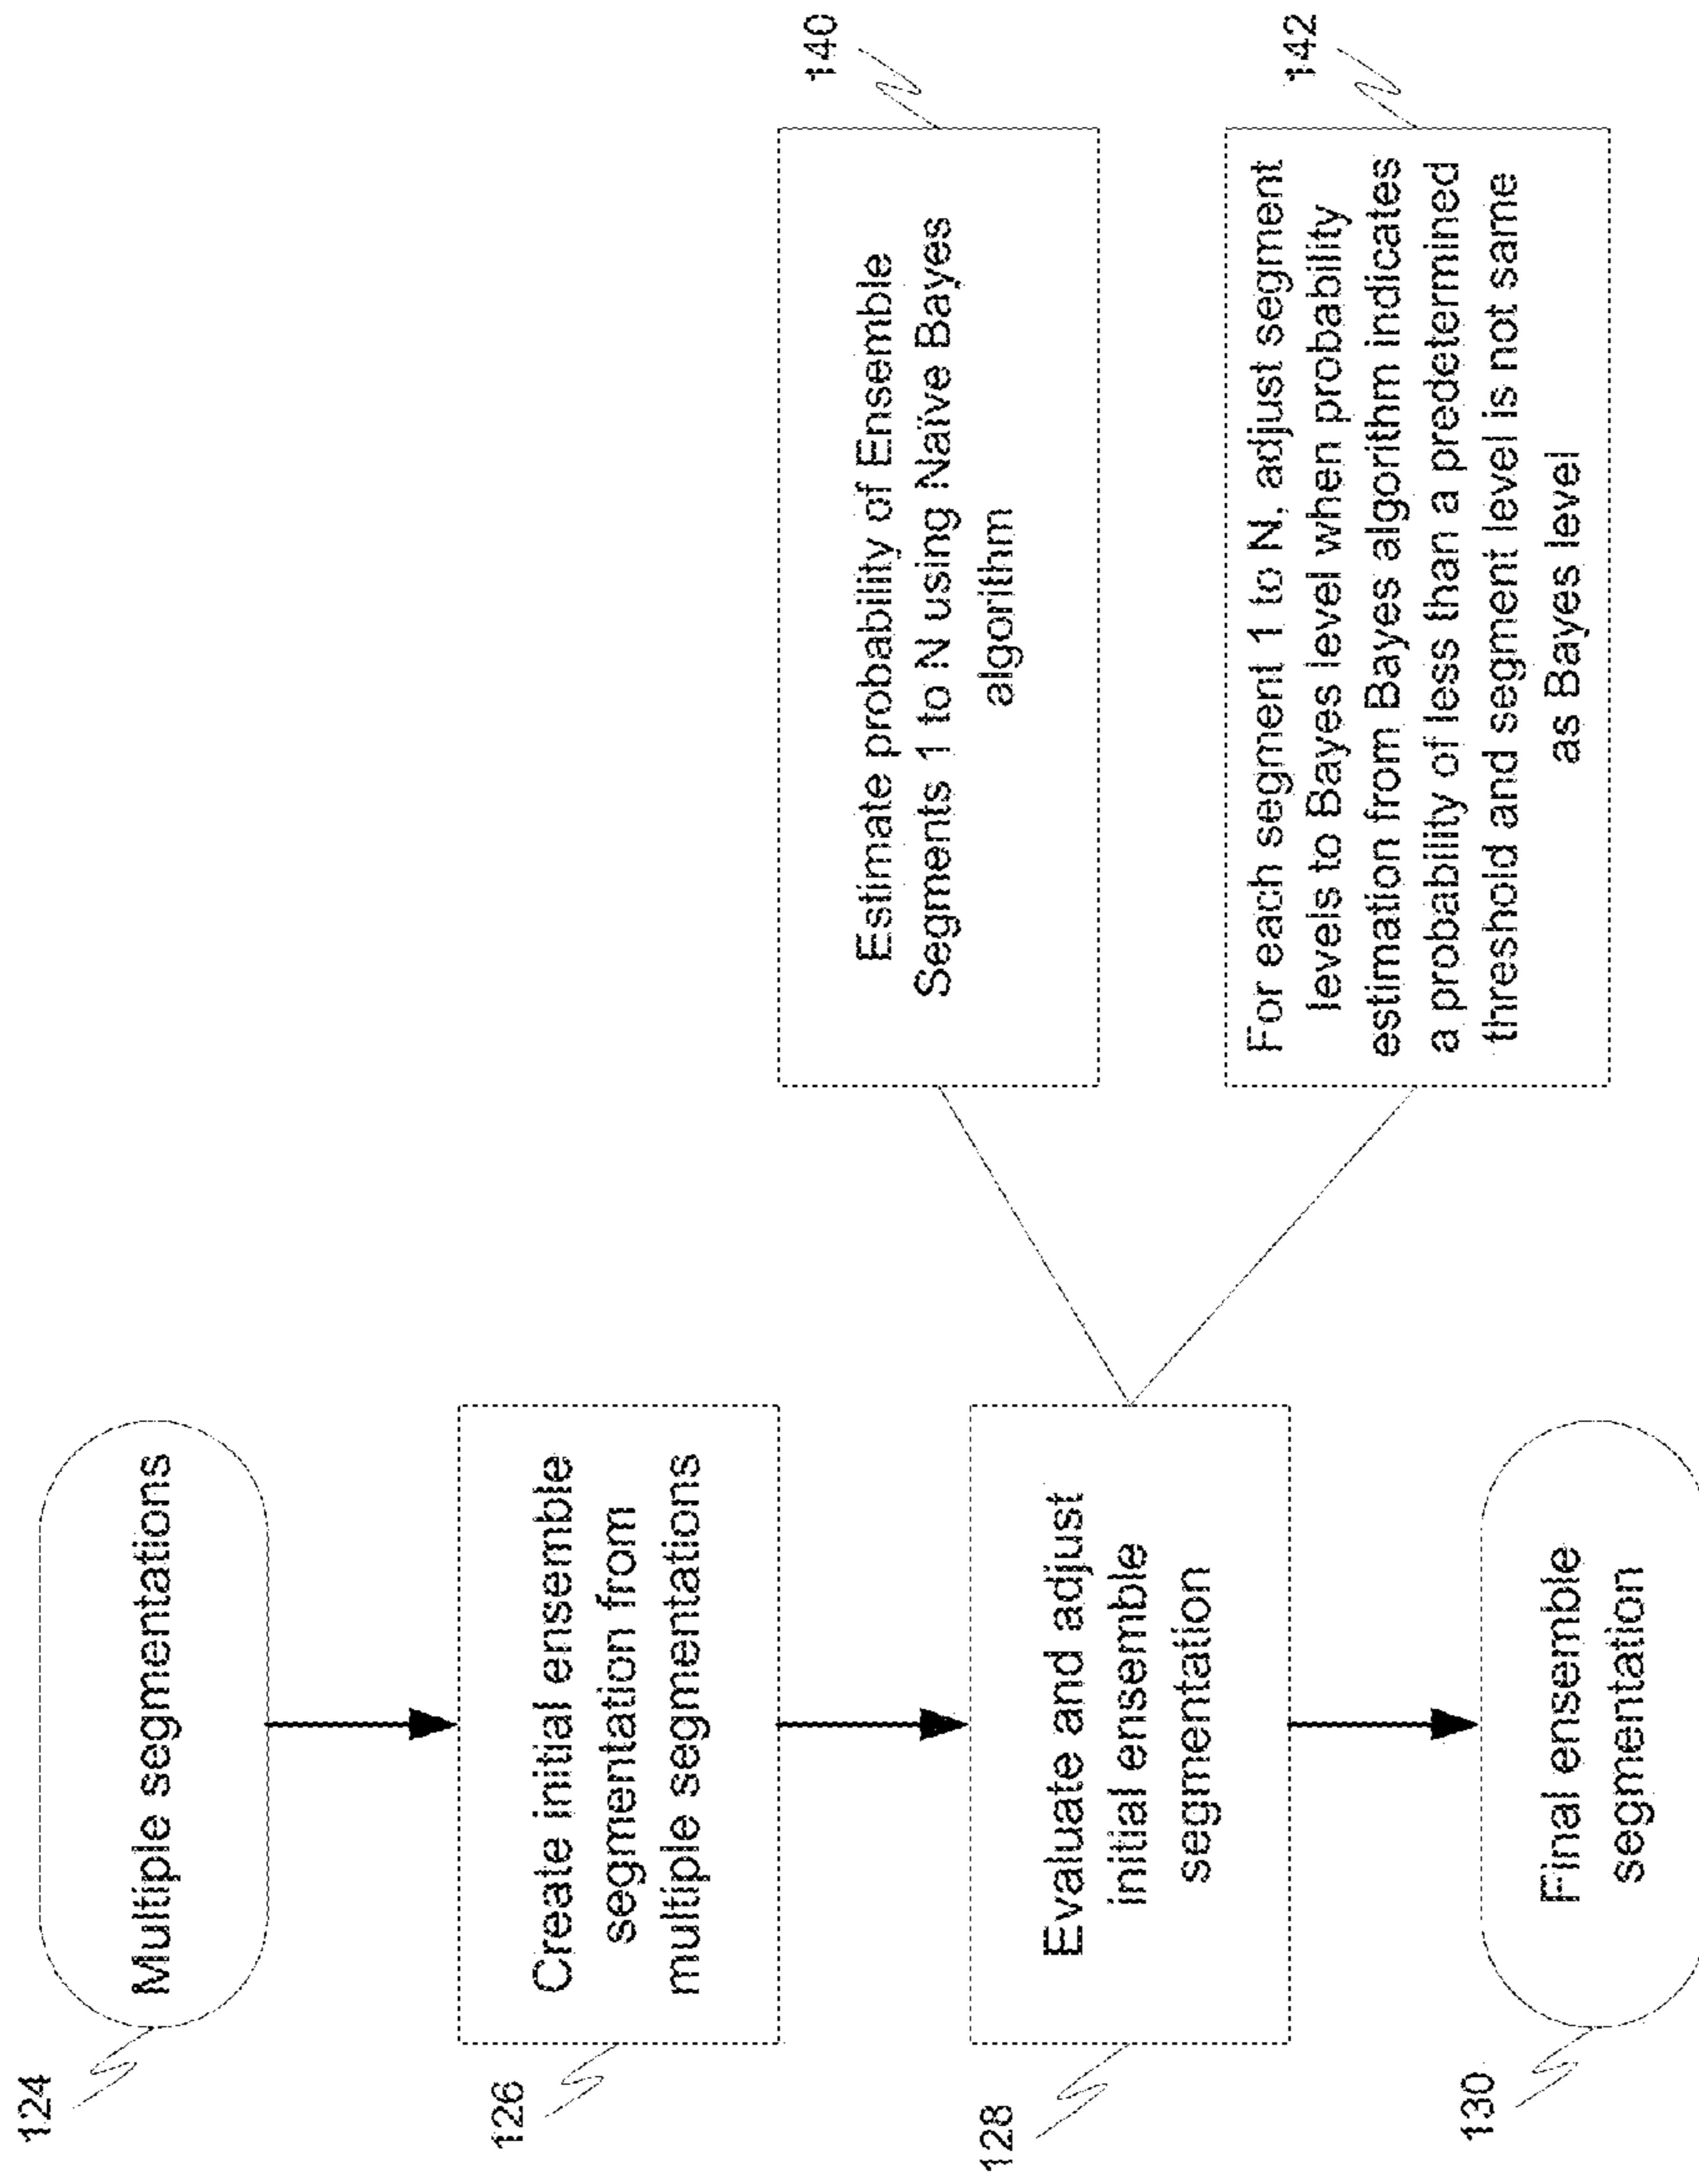 124
Multiple segmentations
126
Create initial ensemble
segmentation from
multiple segmentations
128
Evaluate and adjust
initial ensemble
segmentation
130
Final ensemble
segmentation
140
Estimate probability of Ensemble
Segments 1 to N using Naïve Bayes
algorithm
142
For each segment 1 to N, adjust segment
levels to Bayes level when probability
estimation from Bayes algorithm indicates
a probability of less than a predetermined
threshold and segment level is not same
as Bayes level